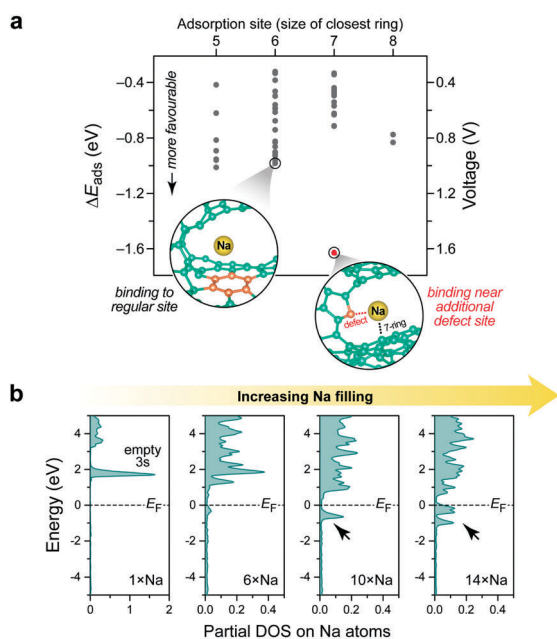 a
Adsorption site (size of closest ring)
5 6 7 8
ΔEads (eV)
−0.4
−0.8
−1.2
−1.6
more favourable
Voltage (V)
0.4
0.8
1.2
1.6
Na
binding to
regular site
Na
defect
7-ring
binding near
additional
defect site
b
Increasing Na filling
Energy (eV)
4
2
0
−2
−4
empty
3s
EF
1×Na
0 1 2
EF
6×Na
0.0 0.2 0.4
EF
10×Na
0.0 0.2 0.4
EF
14×Na
0.0 0.2 0.4
Partial DOS on Na atoms